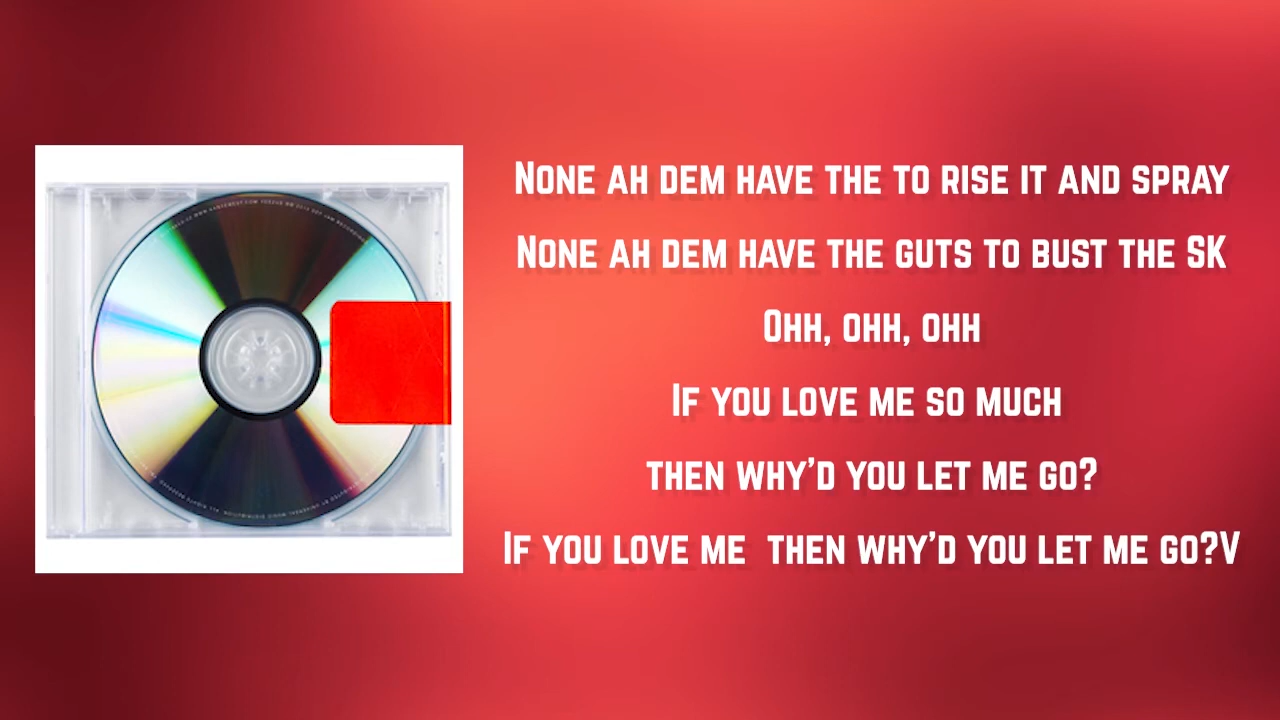 None ah dem have the to rise it and spray
None ah dem have the guts to bust the SK
Ohh, ohh, ohh
If you love me so much
then why'd you let me go?
If you love me  then why'd you let me go?V